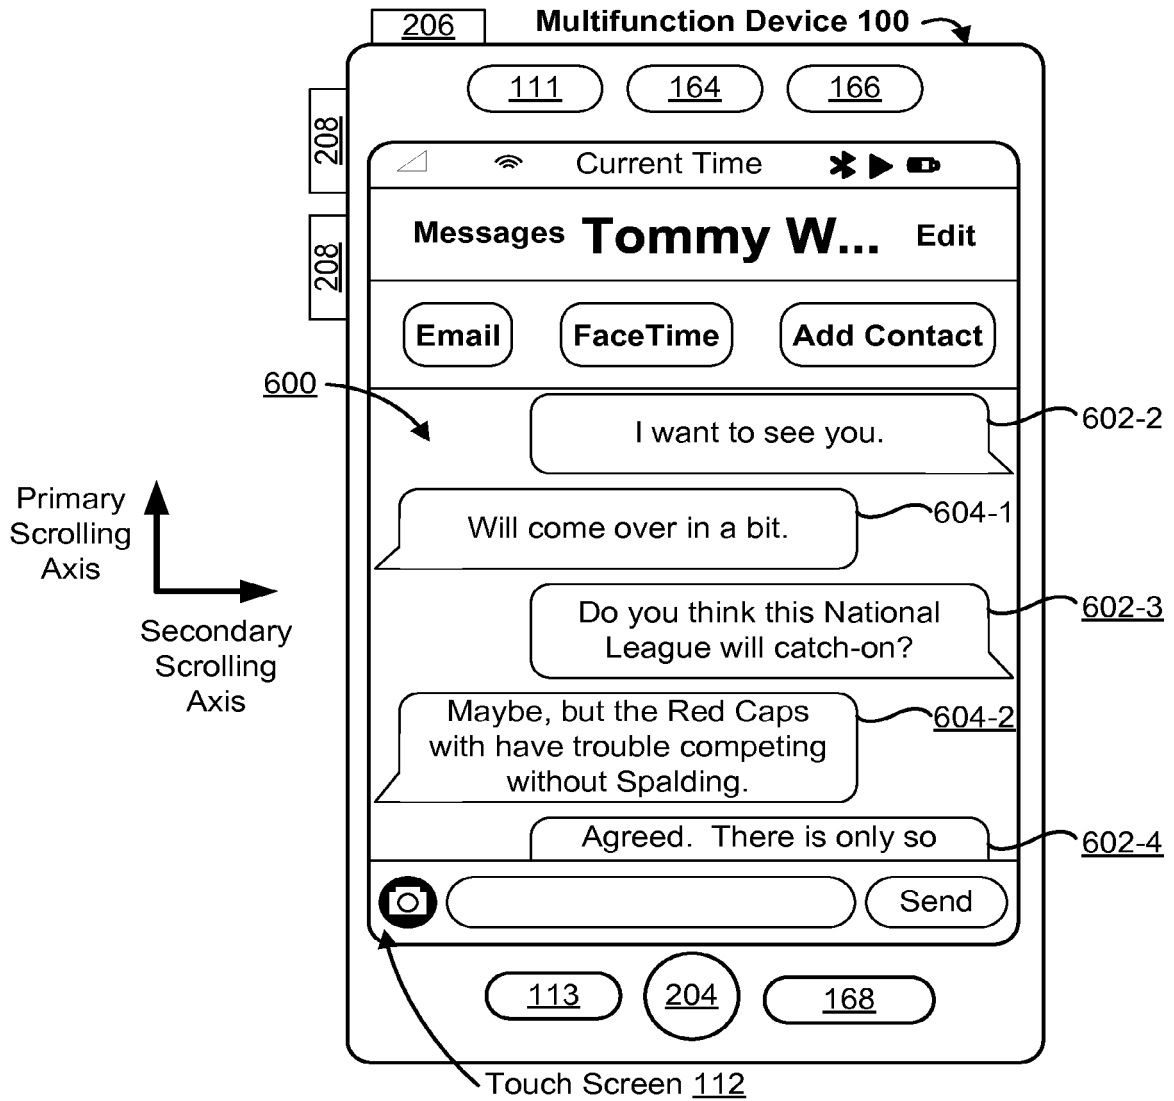 206
Multifunction Device 100
111
164
166
208
208
Current Time
Messages
Tommy W...
Edit
Email
FaceTime
Add Contact
600
I want to see you.
602-2
Primary
Scrolling
Axis
Secondary
Scrolling
Axis
Will come over in a bit.
604-1
Do you think this National
League will catch-on?
602-3
Maybe, but the Red Caps
with have trouble competing
without Spalding.
604-2
Agreed.  There is only so
602-4
Send
113
204
168
Touch Screen 112